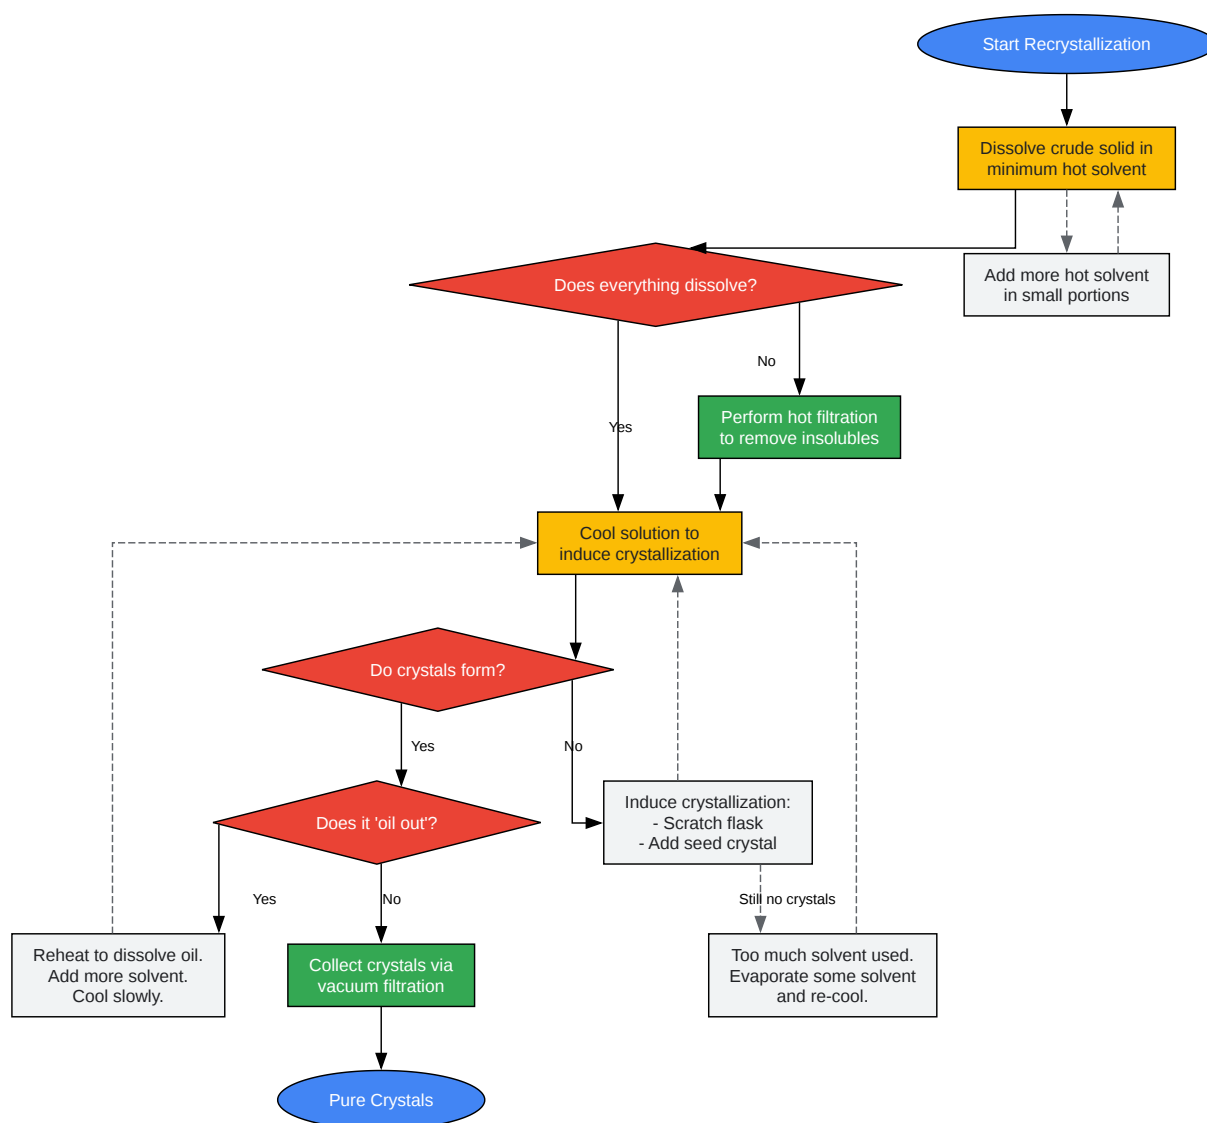 Start Recrystallization
Dissolve crude solid in
minimum hot solvent
Add more hot solvent
in small portions
Does everything dissolve?
No
Perform hot filtration
to remove insolubles
Yes
Cool solution to
induce crystallization
Do crystals form?
Yes
No
Does it 'oil out'?
Induce crystallization:
- Scratch flask
- Add seed crystal
Yes
No
Still no crystals
Reheat to dissolve oil.
Add more solvent.
Cool slowly.
Collect crystals via
vacuum filtration
Too much solvent used.
Evaporate some solvent
and re-cool.
Pure Crystals